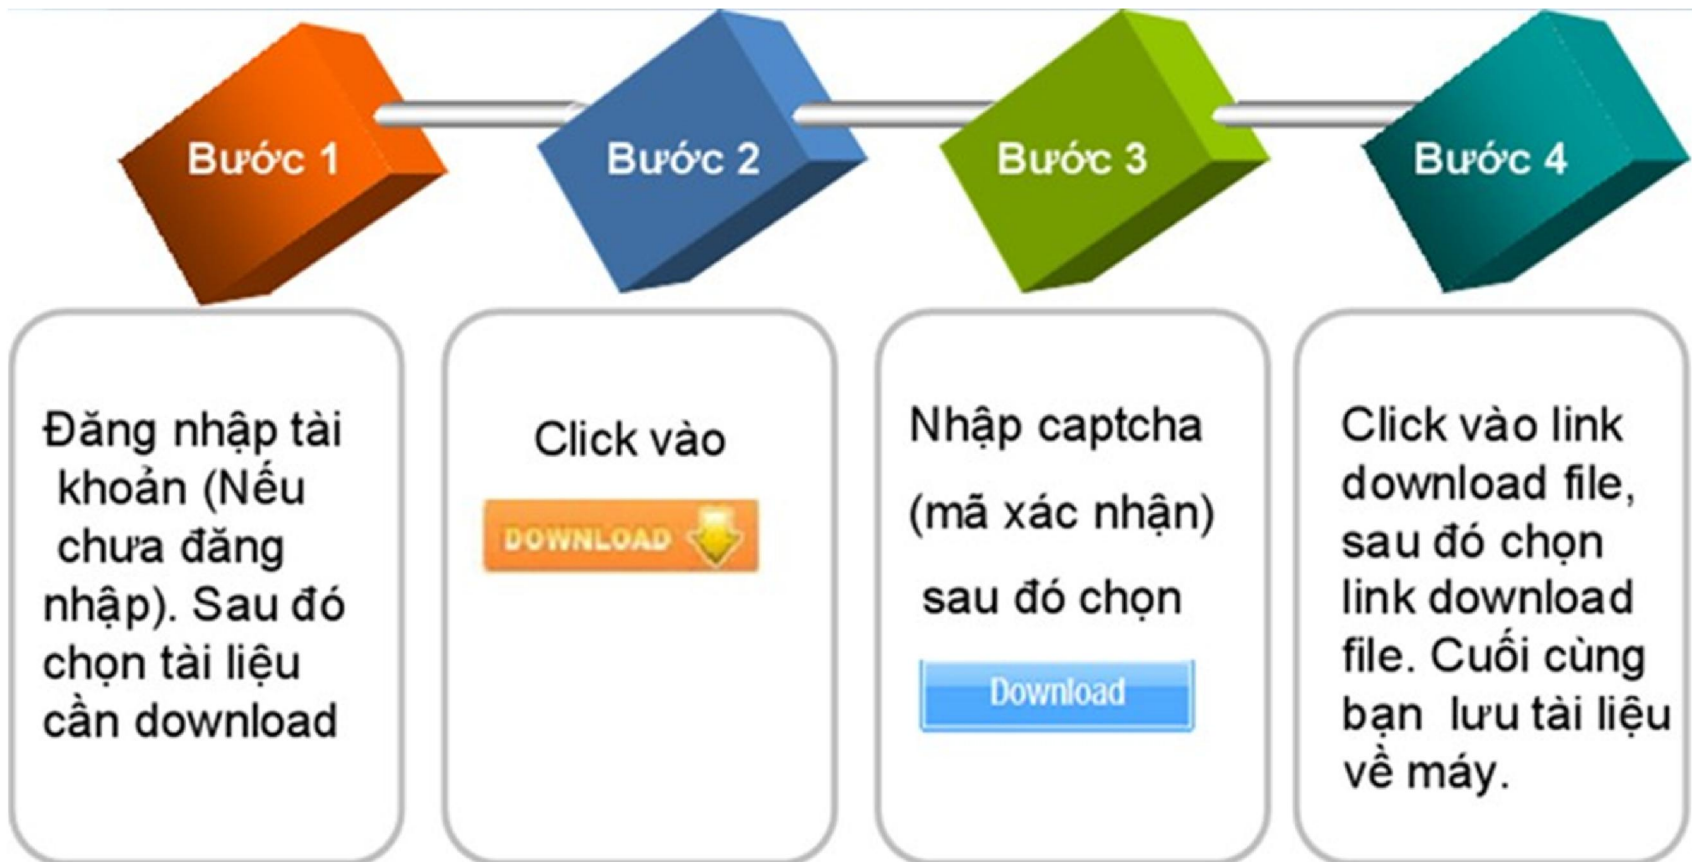 Bước 1
Bước 2
Bước 3
Bước 4
Đăng nhập tài
khoản (Nếu
chưa đăng
nhập). Sau đó
chọn tài liệu
cần download
Click vào
DOWNLOAD
Nhập captcha
(mã xác nhận)
sau đó chọn
Download
Click vào link
download file,
sau đó chọn
link download
file. Cuối cùng
bạn lưu tài liệu
về máy.